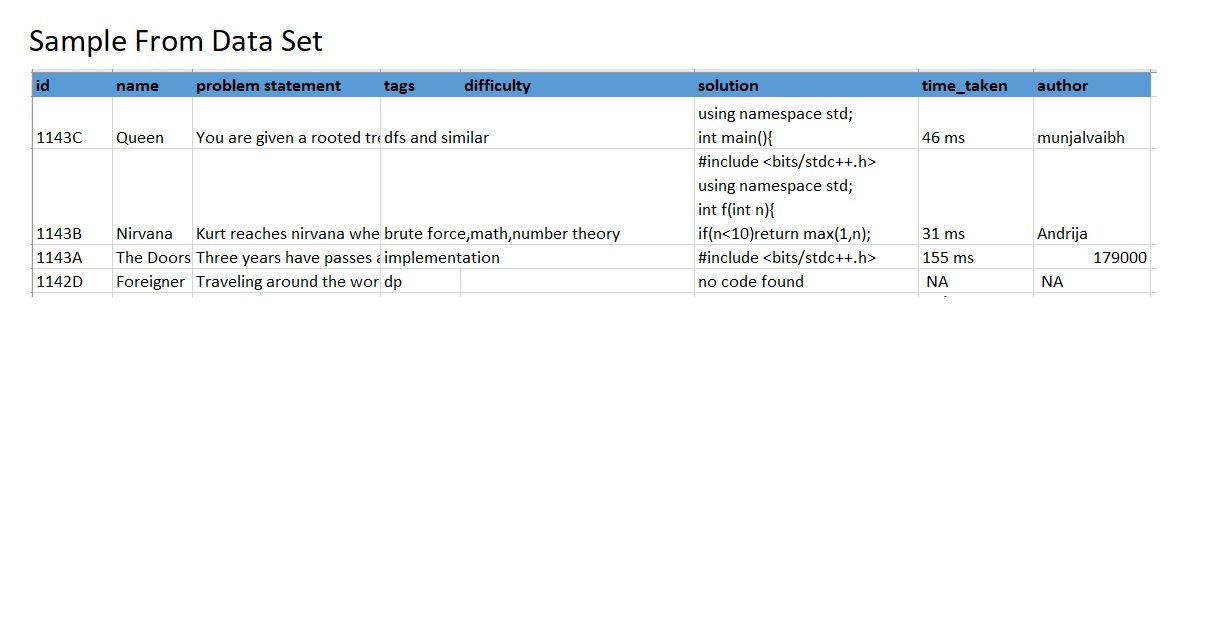 Sample From Data Set
id name problem statement tags difficulty solution time_taken author
using namespace std;
1143C Queen You are given a rooted tre dfs and similar int main(){ 46 ms munjalvaibh
#include <bits/stdc++.h>
using namespace std;
int f(int n){
1143B Nirvana Kurt reaches nirvana whe brute force,math,number theory if(n<10)return max(1,n); 31 ms Andrija
1143A The Doors Three years have passes a implementation #include <bits/stdc++.h> 155 ms 179000
1142D Foreigner Traveling around the wor dp no code found NA NA